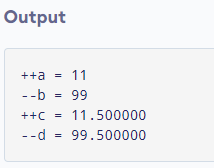 Output
++a = 11
--b = 99
++c = 11.500000
--d = 99.500000